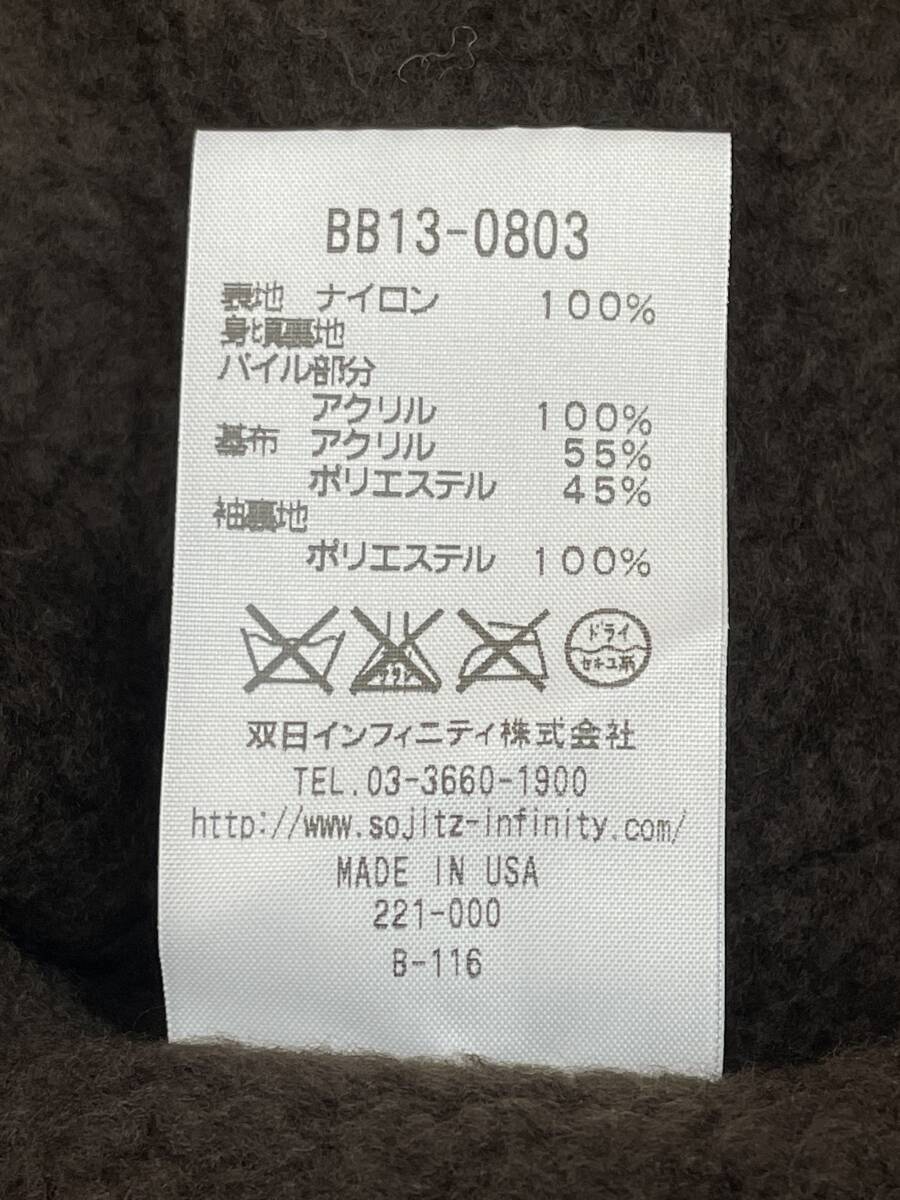 BB13-0803
表地 ナイロン 100%
身頃裏地
パイル部分
アクリル 100%
基布 アクリル 55%
ポリエステル 45%
袖裏地
ポリエステル 100%
ドライ
セキユ系
双日インフィニティ株式会社
TEL.03-3660-1900
http://www.sojitz-infinity.com/
MADE IN USA
221-000
B-116